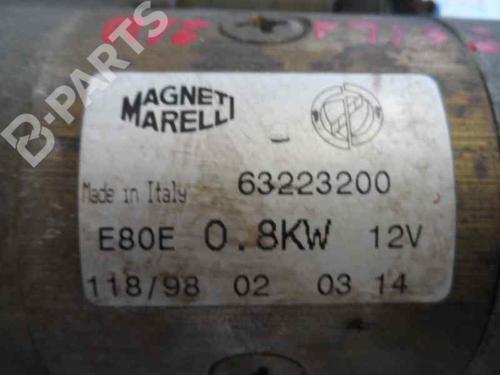 MAGNETI
MARELLI
Made in Italy 63223200
E80E 0.8KW 12V
118/98 02 03 14
B-PARTS